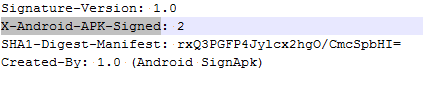 Signature-Version: 1.0
X-Android-APK-Signed: 2
SHA1-Digest-Manifest: rxQ3PGFP4Jylcx2hgO/CmcSpbHI=
Created-By: 1.0 (Android SignApk)